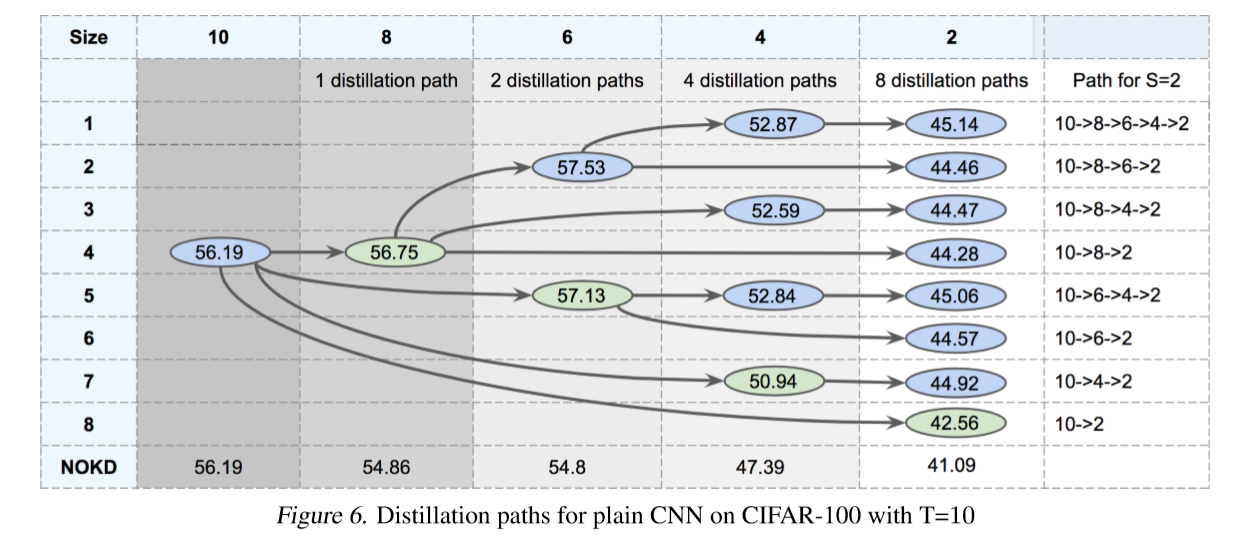 Size 10 8 6 4 2
1 distillation path 2 distillation paths 4 distillation paths 8 distillation paths Path for S=2
1 52.87 45.14 10->8->6->4->2
2 57.53 44.46 10->8->6->2
3 52.59 44.47 10->8->4->2
4 56.19 56.75 44.28 10->8->2
5 57.13 52.84 45.06 10->6->4->2
6 44.57 10->6->2
7 50.94 44.92 10->4->2
8 42.56 10->2
NOKD 56.19 54.86 54.8 47.39 41.09
Figure 6. Distillation paths for plain CNN on CIFAR-100 with T=10